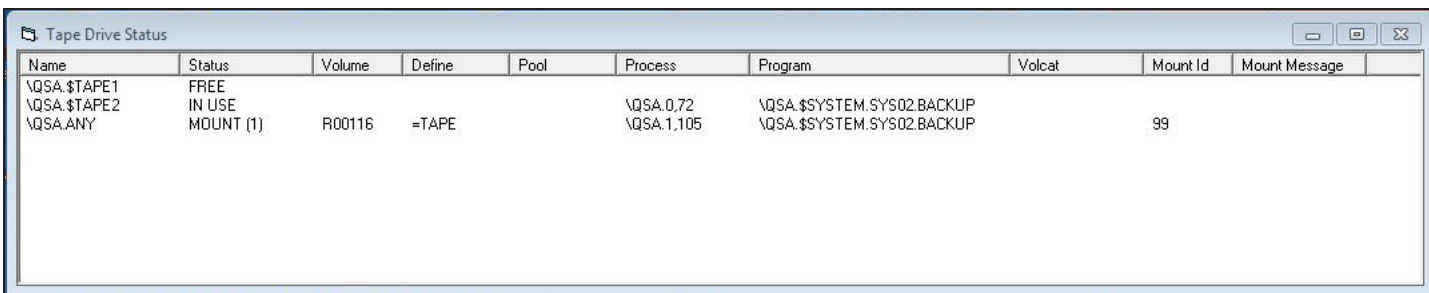 Tape Drive Status
Name Status Volume Define Pool Process Program Volcat Mount Id Mount Message
\QSA.$TAPE1 FREE
\QSA.$TAPE2 IN USE \QSA.0,72 \QSA.$SYSTEM.SYS02.BACKUP
\QSA.ANY MOUNT (1) R00116 =TAPE \QSA.1,105 \QSA.$SYSTEM.SYS02.BACKUP 99